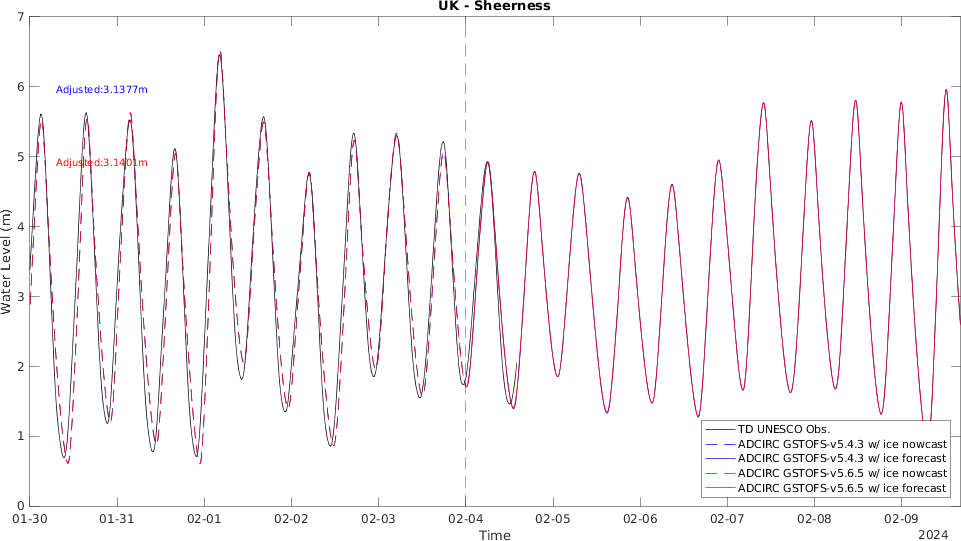 UK - Sheerness
7
6
5
4
3
2
1
0
Water Level (m)
Adjusted:3.1377m
Adjusted:3.1401m
TD UNESCO Obs.
ADCIRC GSTOFS-v5.4.3 w/ ice nowcast
ADCIRC GSTOFS-v5.4.3 w/ ice forecast
ADCIRC GSTOFS-v5.6.5 w/ ice nowcast
ADCIRC GSTOFS-v5.6.5 w/ ice forecast
01-30 01-31 02-01 02-02 02-03 02-04 02-05 02-06 02-07 02-08 02-09
Time
2024